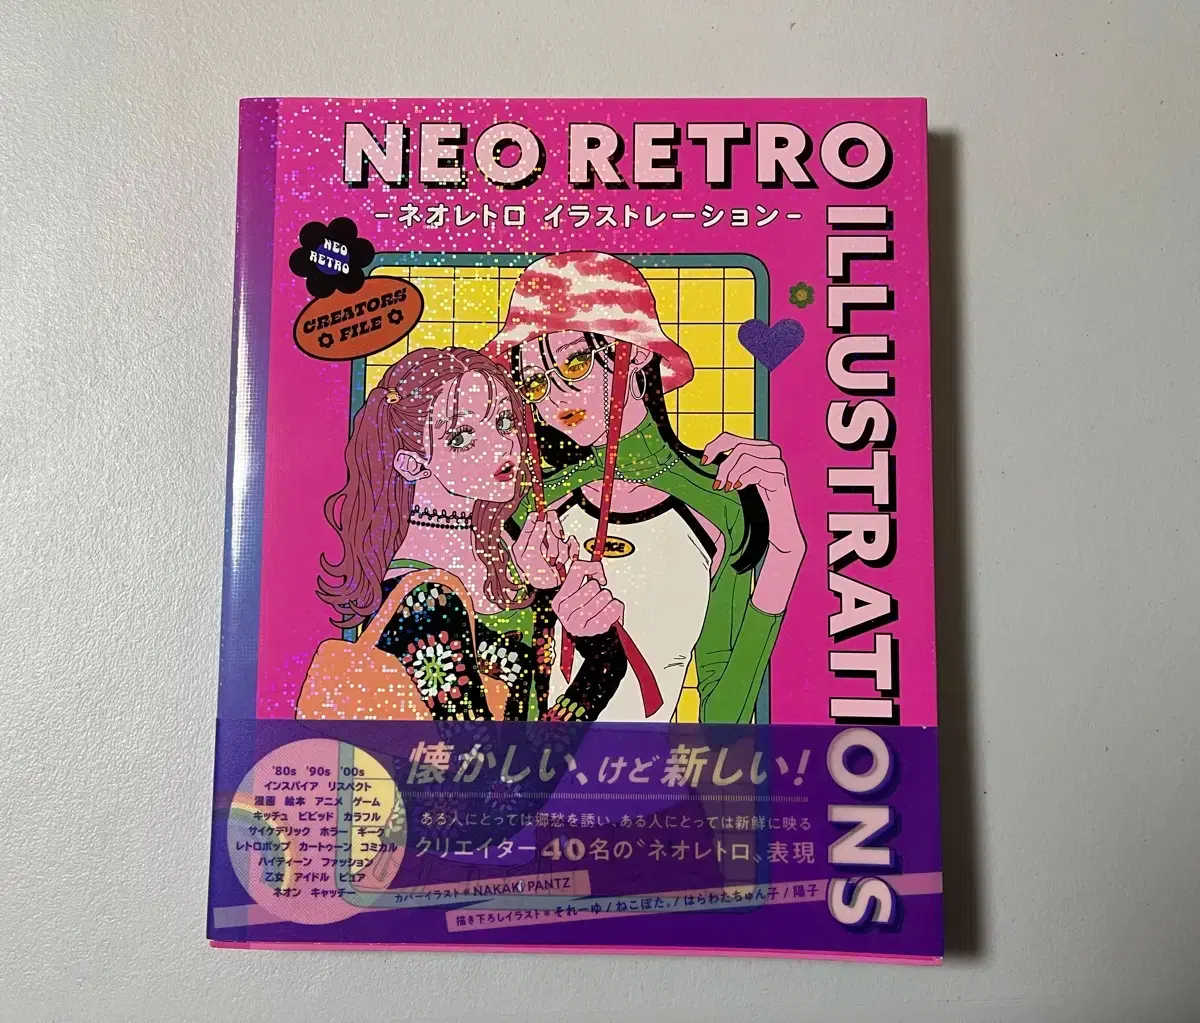 NEO RETRO
ILLUSTRATIONS
-ネオレトロ イラストレーション-
NEO
RETRO
CREATORS
FILE
懐かしい、けど新しい!
'80s '90s '00s
インスパイア リスペクト
漫画 絵本 アニメ ゲーム
キッチュ ビビッド カラフル
サイケデリック ホラー ギーク
レトロポップ カートゥーン コミカル
ハイティーン ファッション
乙女 アイドル ピュア
ネオン キャッチー
ある人にとっては郷愁を誘い、ある人にとっては新鮮に映る
クリエイター40名の〝ネオレトロ〟表現
カバーイラスト*NAKAKI PANTZ
描き下ろしイラスト*それーゆ/ねこぽた。/はらわたちゅん子/陽子